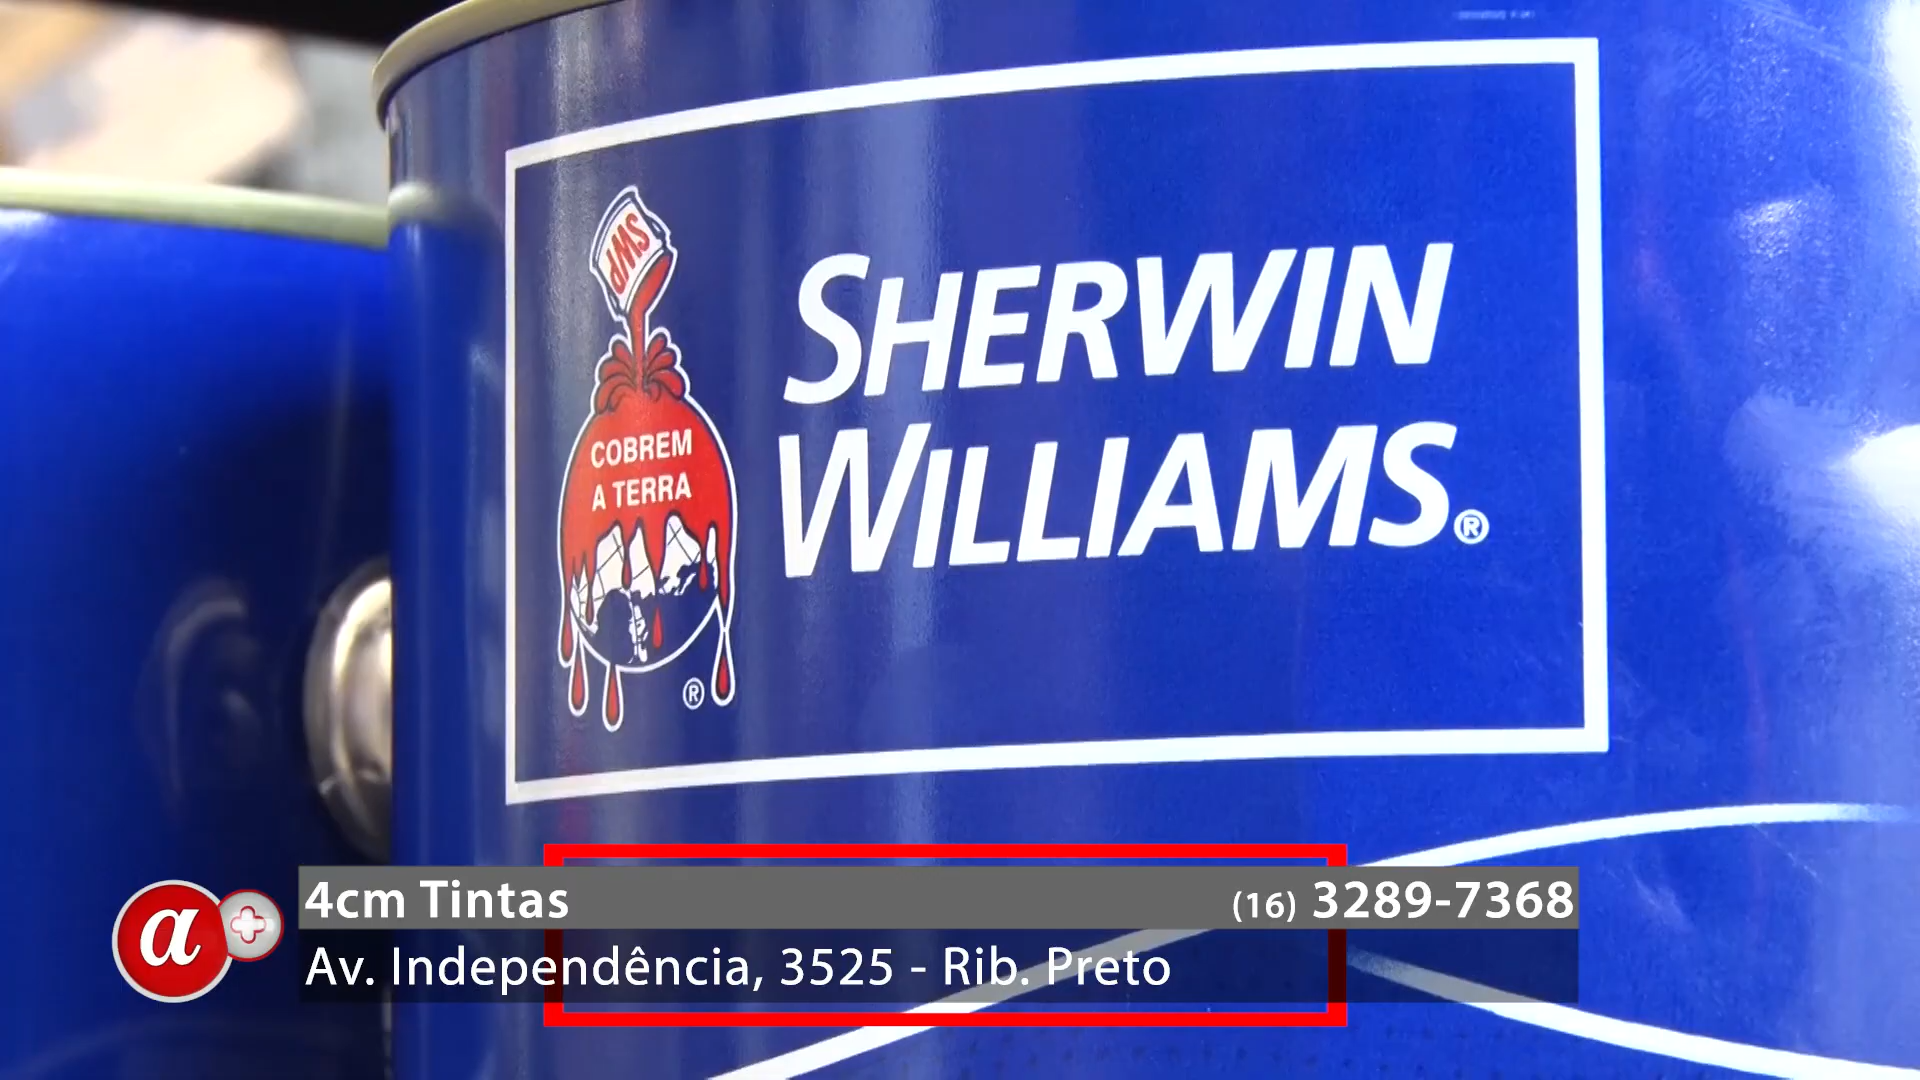 SWP
COBREM
A TERRA
®
SHERWIN
WILLIAMS®
a
4cm Tintas
(16) 3289-7368
Av. Independência, 3525 - Rib. Preto